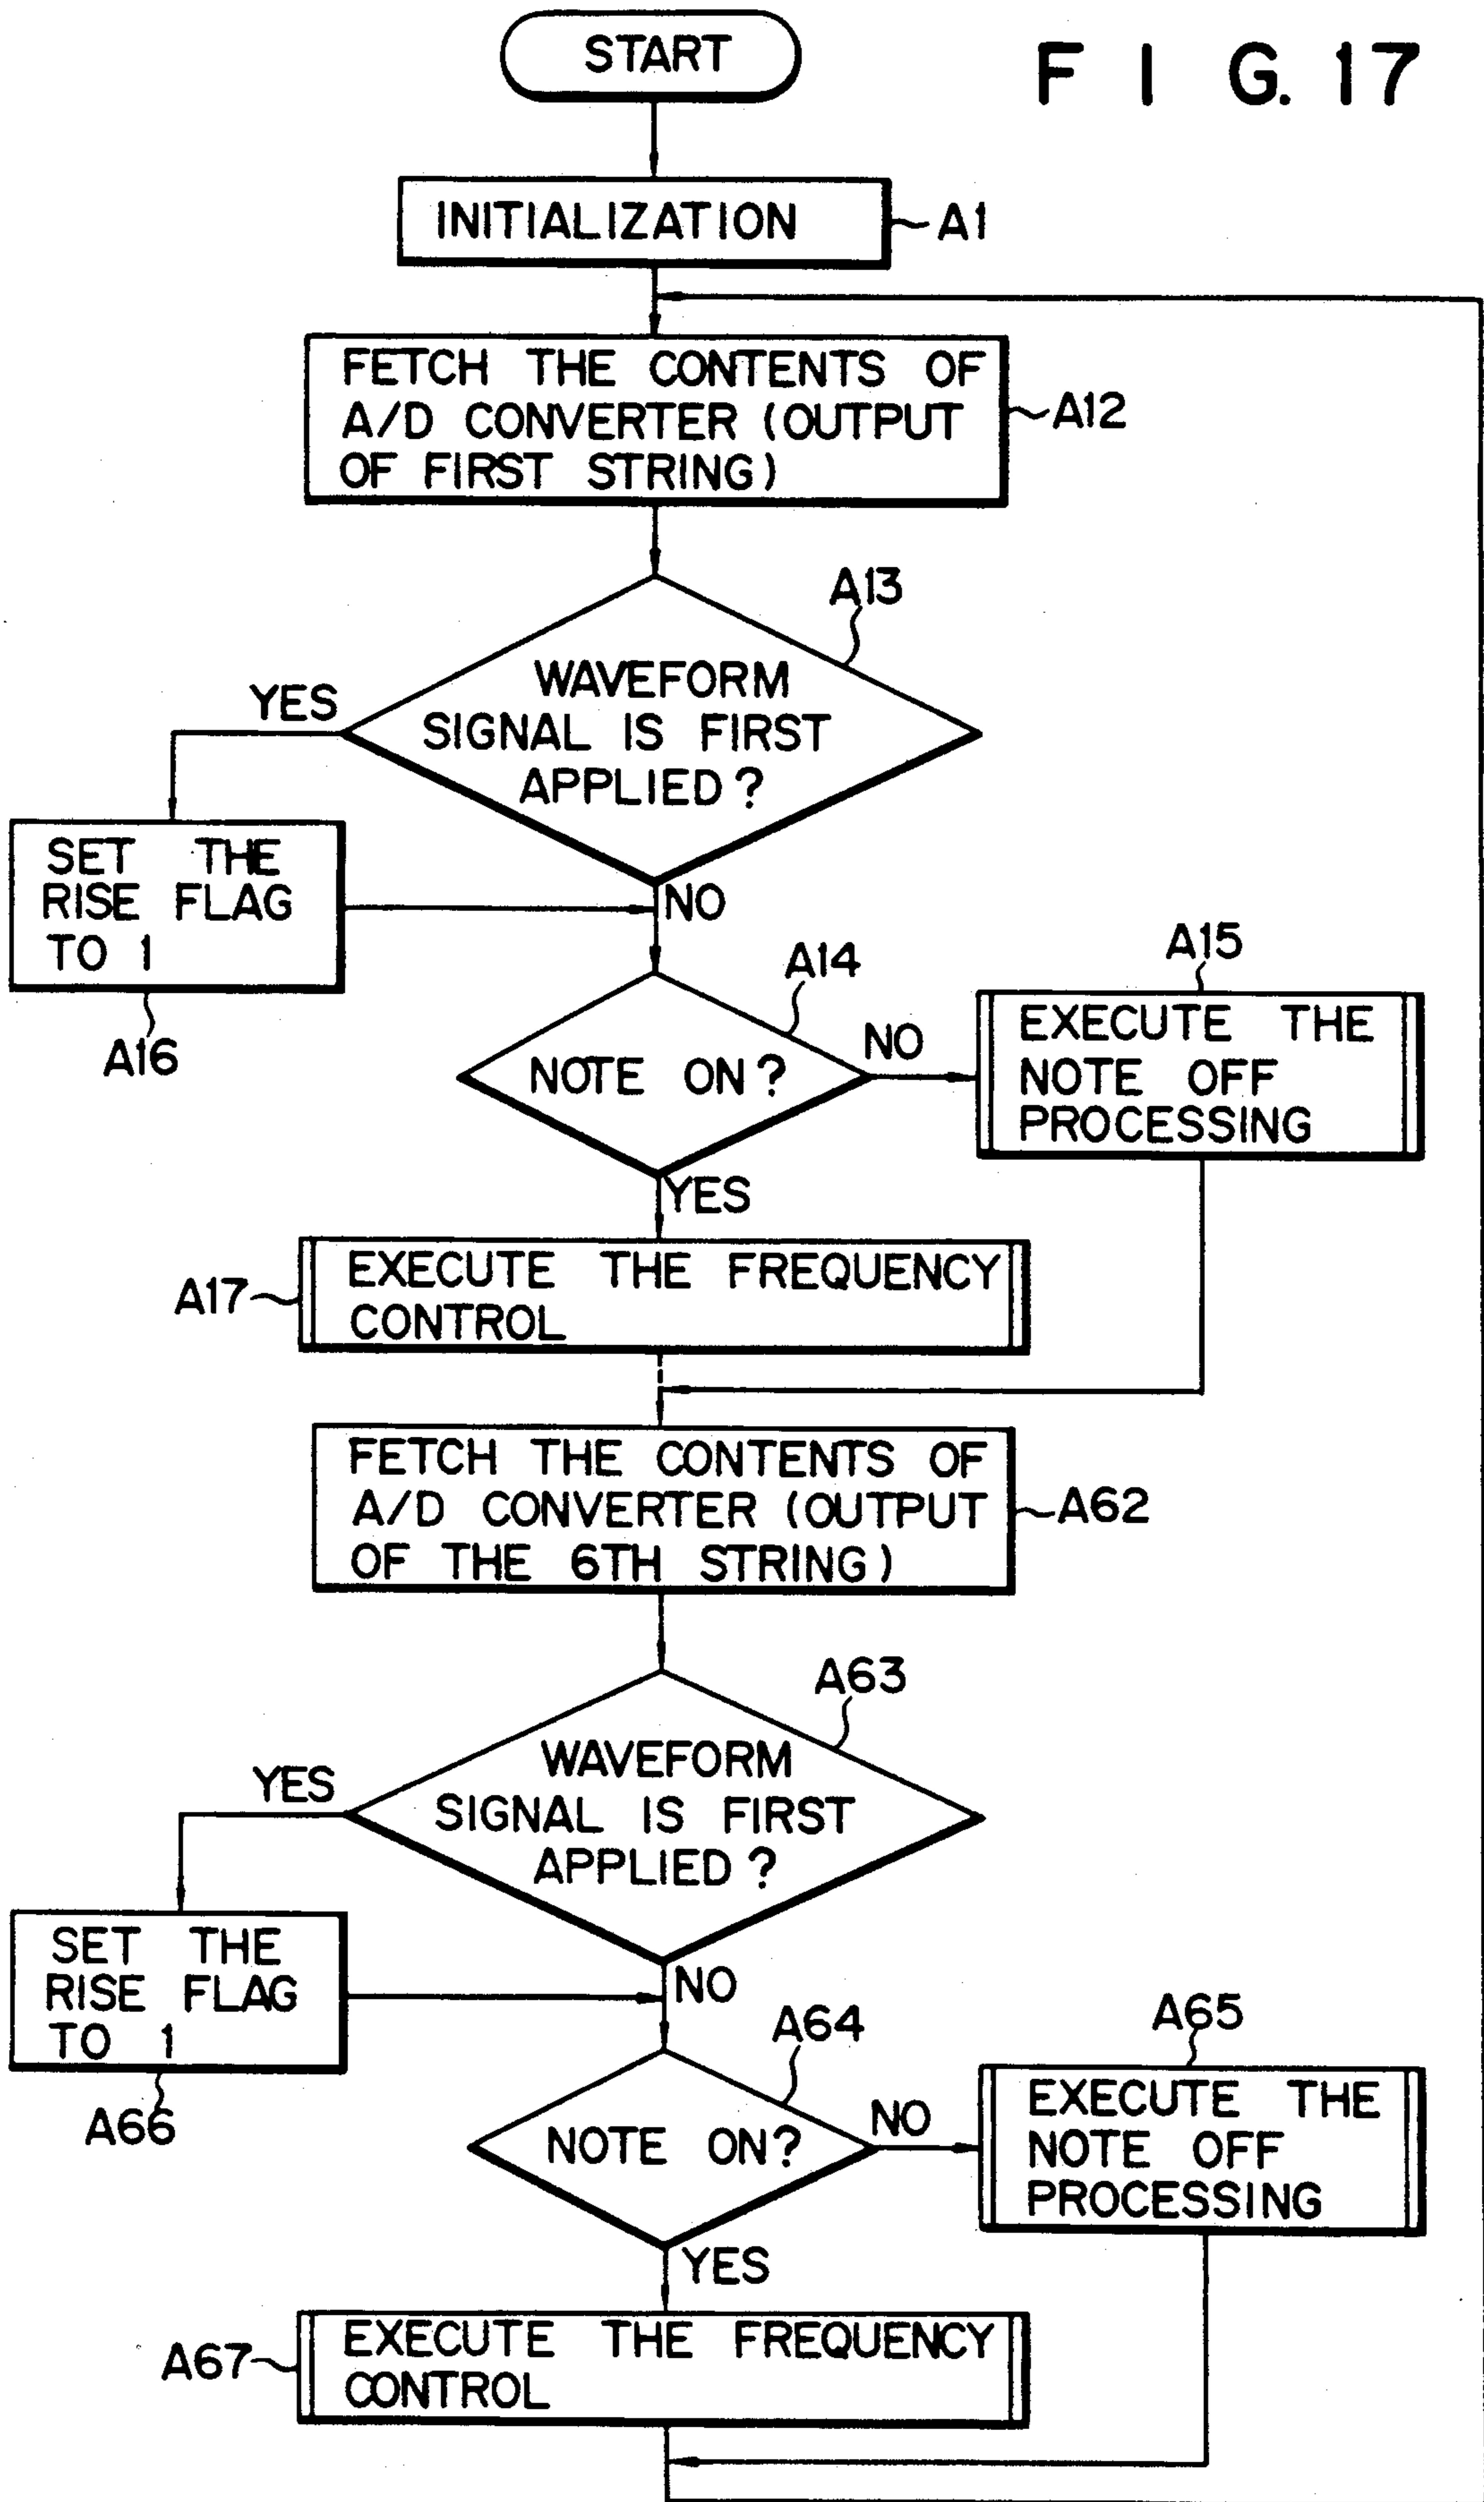 START
F I G. 17
INITIALIZATION
A1
FETCH THE CONTENTS OF
A/D CONVERTER (OUTPUT
OF FIRST STRING)
A12
A13
WAVEFORM
SIGNAL IS FIRST
APPLIED?
YES
NO
SET THE
RISE FLAG
TO 1
A16
A14
NOTE ON?
NO
YES
A15
EXECUTE THE
NOTE OFF
PROCESSING
A17
EXECUTE THE FREQUENCY
CONTROL
FETCH THE CONTENTS OF
A/D CONVERTER (OUTPUT
OF THE 6TH STRING)
A62
A63
WAVEFORM
SIGNAL IS FIRST
APPLIED?
YES
NO
SET THE
RISE FLAG
TO 1
A66
A64
NOTE ON?
NO
YES
A65
EXECUTE THE
NOTE OFF
PROCESSING
A67
EXECUTE THE FREQUENCY
CONTROL